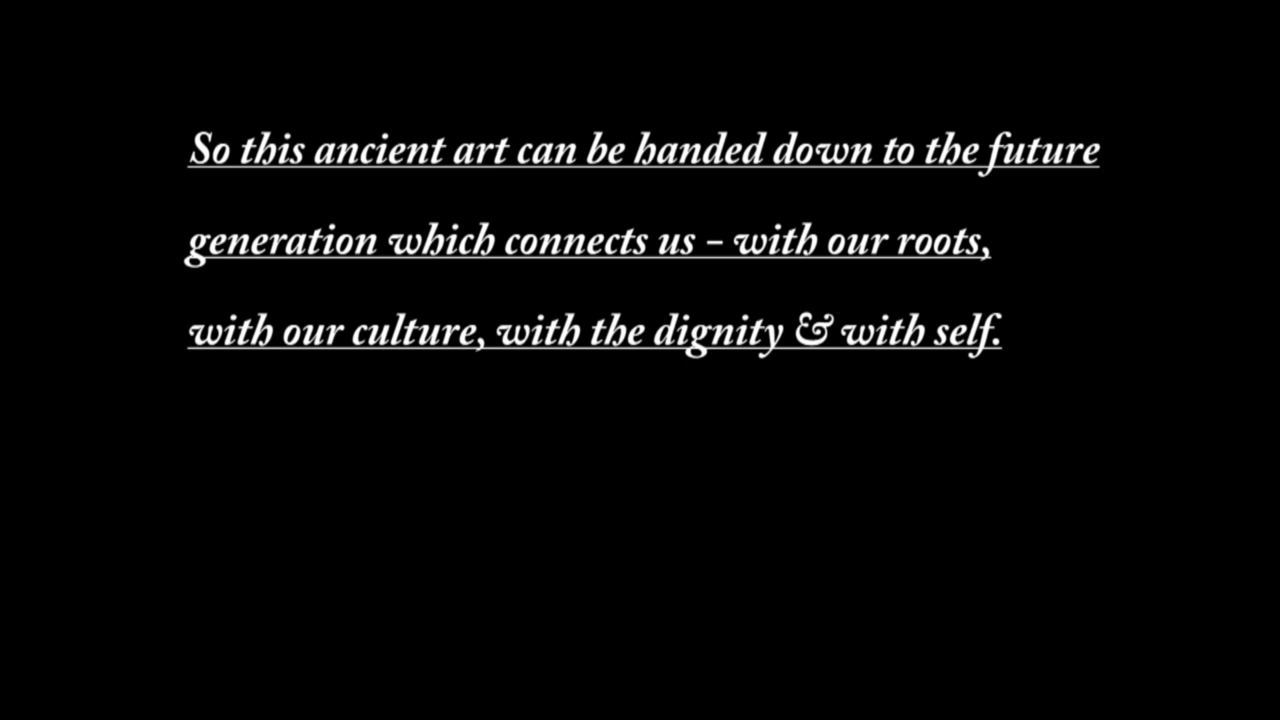 So this ancient art can be handed down to the future
generation which connects us – with our roots,
with our culture, with the dignity & with self.